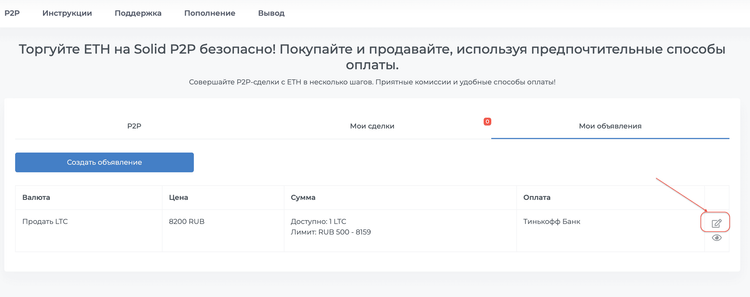 P2P Инструкции Поддержка Пополнение Вывод
Торгуйте ETH на Solid P2P безопасно! Покупайте и продавайте, используя предпочтительные способы
оплаты.
Совершайте P2P-сделки с ETH в несколько шагов. Приятные комиссии и удобные способы оплаты!
P2P Мои сделки 0 Мои объявления
Создать объявление
Валюта Цена Сумма Оплата
Продать LTC 8200 RUB Доступно: 1 LTC Тинькофф Банк
Лимит: RUB 500 - 8159